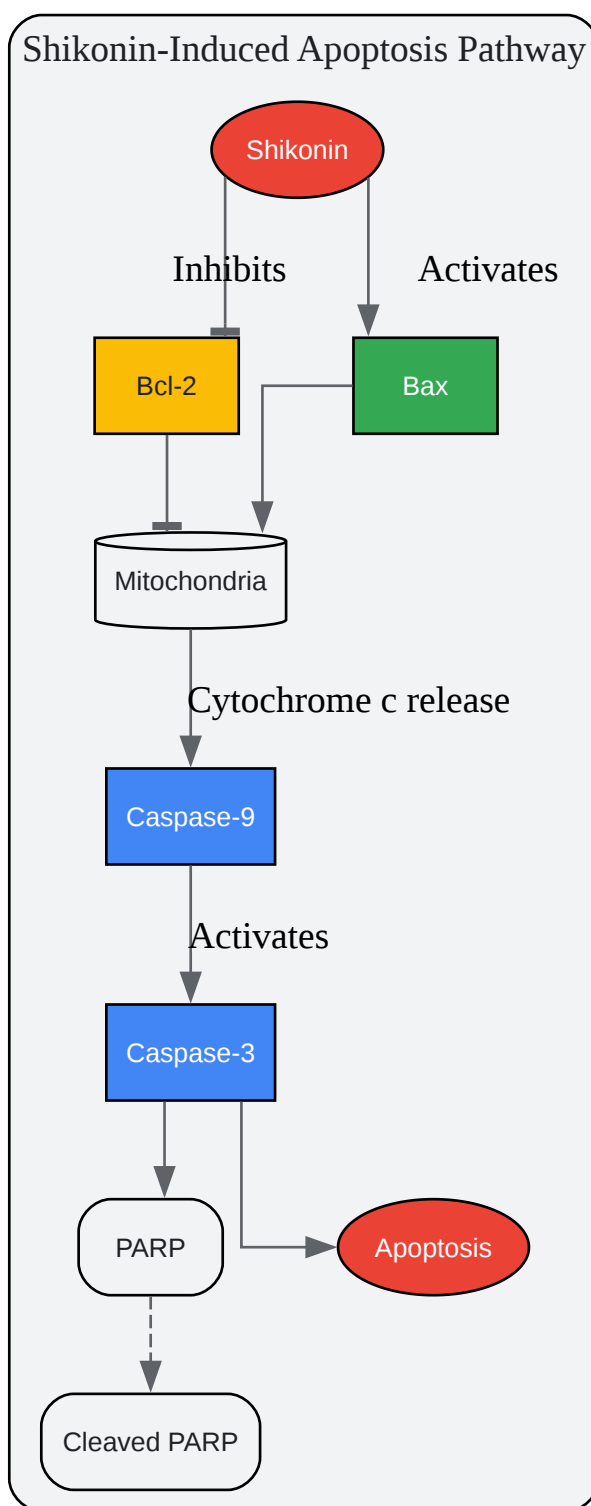 Shikonin-Induced Apoptosis Pathway
Shikonin
Inhibits
Activates
Bcl-2
Bax
Mitochondria
Cytochrome c release
Caspase-9
Activates
Caspase-3
PARP
Apoptosis
Cleaved PARP